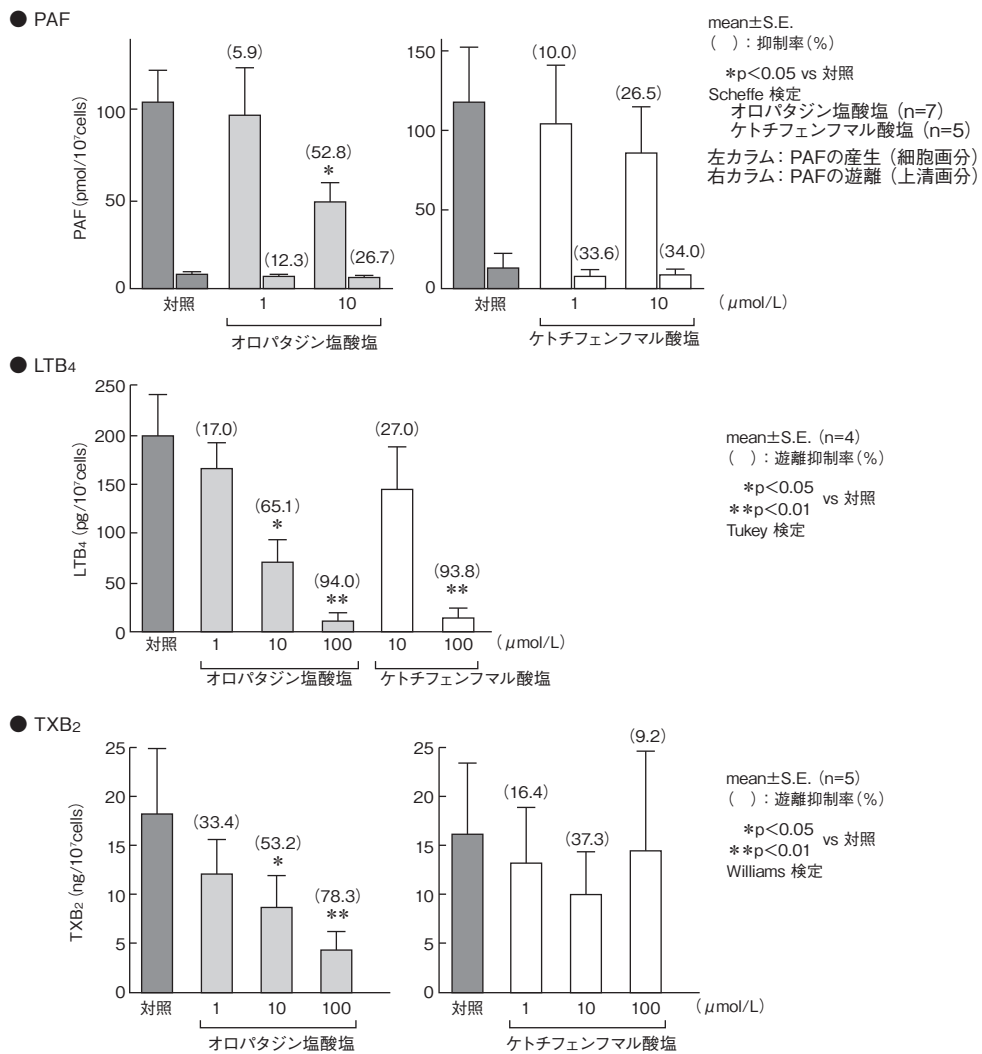 ● PAF
PAF(pmol/10⁷cells)
100
50
0
(5.9)
(52.8)
*
(12.3)
(26.7)
対照
1
10
オロパタジン塩酸塩
150
100
50
0
(10.0)
(26.5)
(33.6)
(34.0)
対照
1
10
(μmol/L)
ケトチフェンフマル酸塩
mean±S.E.
( ):抑制率(%)
*p<0.05 vs 対照
Scheffe 検定
オロパタジン塩酸塩(n=7)
ケトチフェンフマル酸塩(n=5)
左カラム:PAFの産生(細胞画分)
右カラム:PAFの遊離(上清画分)
● LTB₄
LTB₄(pg/10⁷cells)
250
200
150
100
50
0
(17.0)
(65.1)
*
(94.0)
**
(27.0)
(93.8)
**
対照
1
10
100
10
100
(μmol/L)
オロパタジン塩酸塩
ケトチフェンフマル酸塩
mean±S.E.(n=4)
( ):遊離抑制率(%)
*p<0.05
**p<0.01
vs 対照
Tukey 検定
● TXB₂
TXB₂(ng/10⁷cells)
25
20
15
10
5
0
(33.4)
(53.2)
*
(78.3)
**
対照
1
10
100
オロパタジン塩酸塩
25
20
15
10
5
0
(16.4)
(37.3)
(9.2)
対照
1
10
100
(μmol/L)
ケトチフェンフマル酸塩
mean±S.E.(n=5)
( ):遊離抑制率(%)
*p<0.05
**p<0.01
vs 対照
Williams 検定